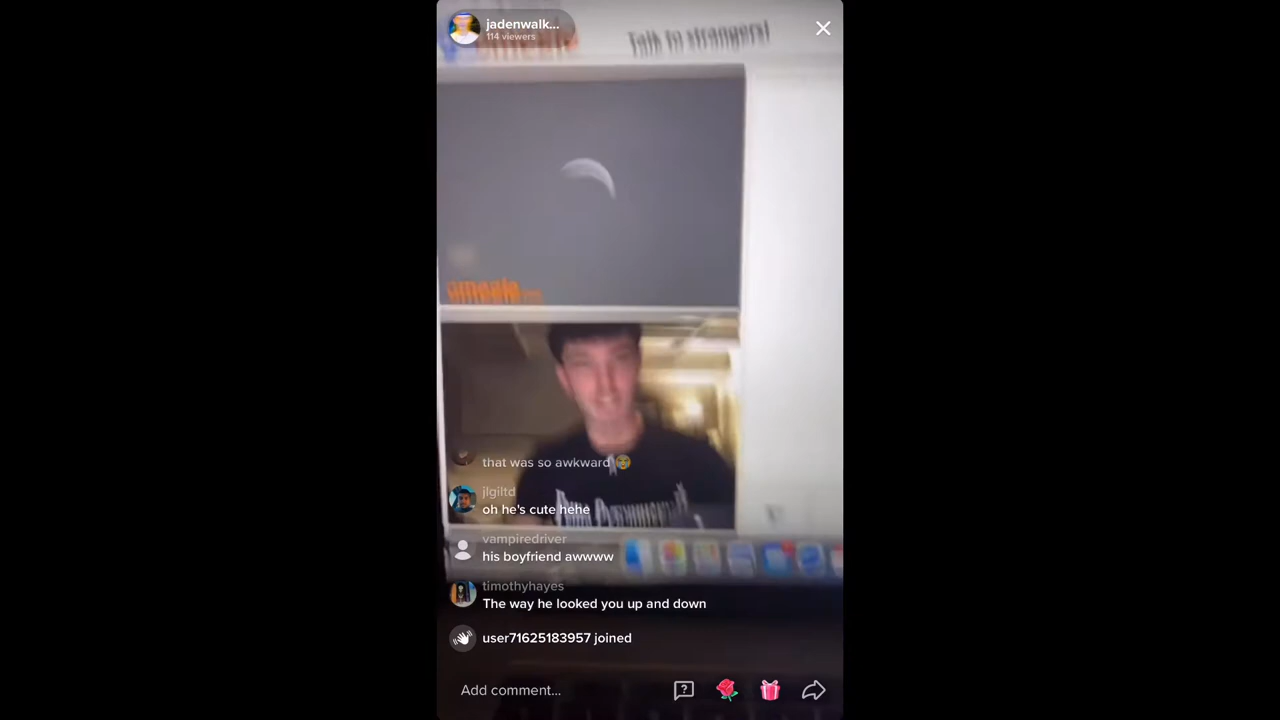 jadenwalk...
114 viewers
Talk to strangers!
omegle
that was so awkward 😭
jlgiltd
oh he's cute hehe
vampiredriver
his boyfriend awwww
timothyhayes
The way he looked you up and down
user71625183957 joined
Add comment...